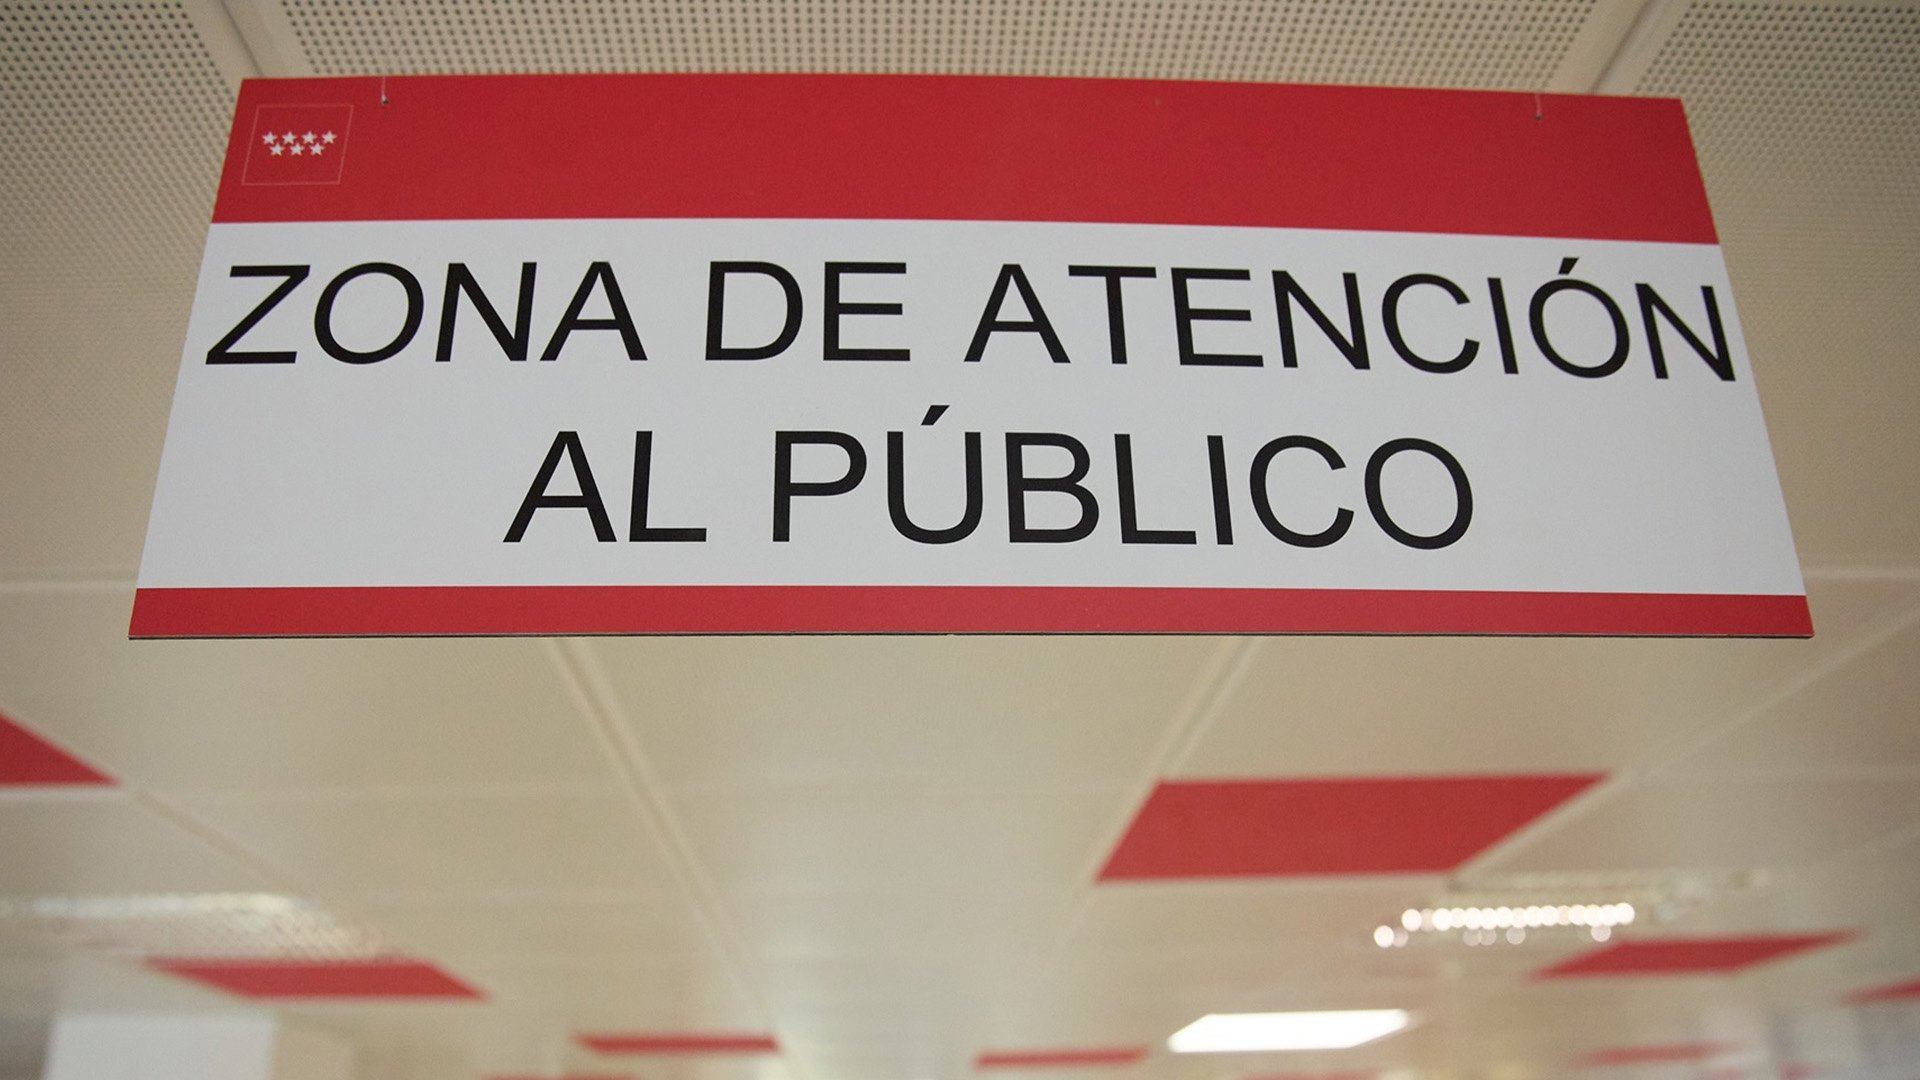 ZONA DE ATENCIÓN
AL PÚBLICO